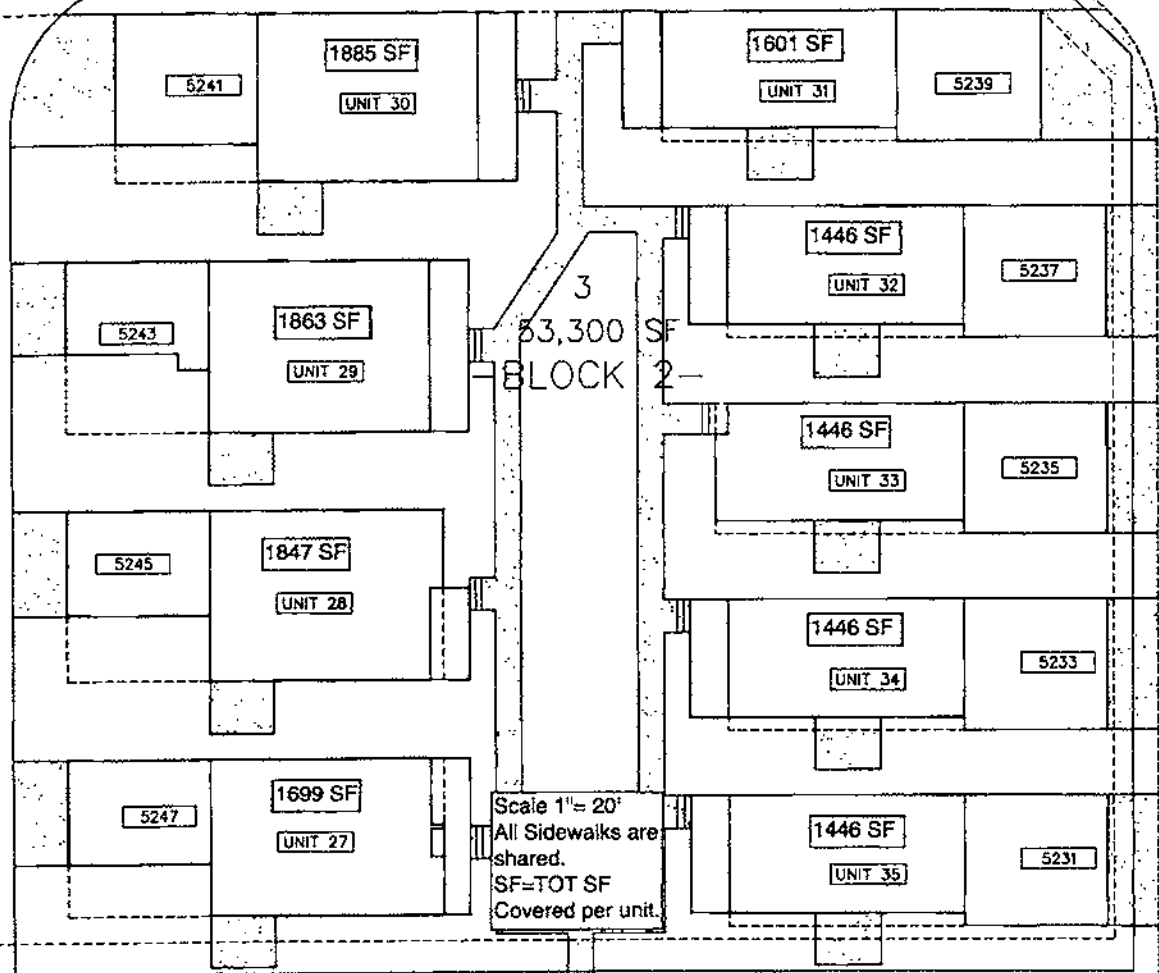 1885 SF
5241
UNIT 30
1601 SF
5239
UNIT 31
1446 SF
5237
UNIT 32
3
53,300 SF
BLOCK 2
1863 SF
5243
UNIT 29
1446 SF
5235
UNIT 33
1847 SF
5245
UNIT 28
1446 SF
5233
UNIT 34
1699 SF
5247
UNIT 27
Scale 1"= 20'
All Sidewalks are
shared.
SF=TOT SF
Covered per unit.
1446 SF
5231
UNIT 35